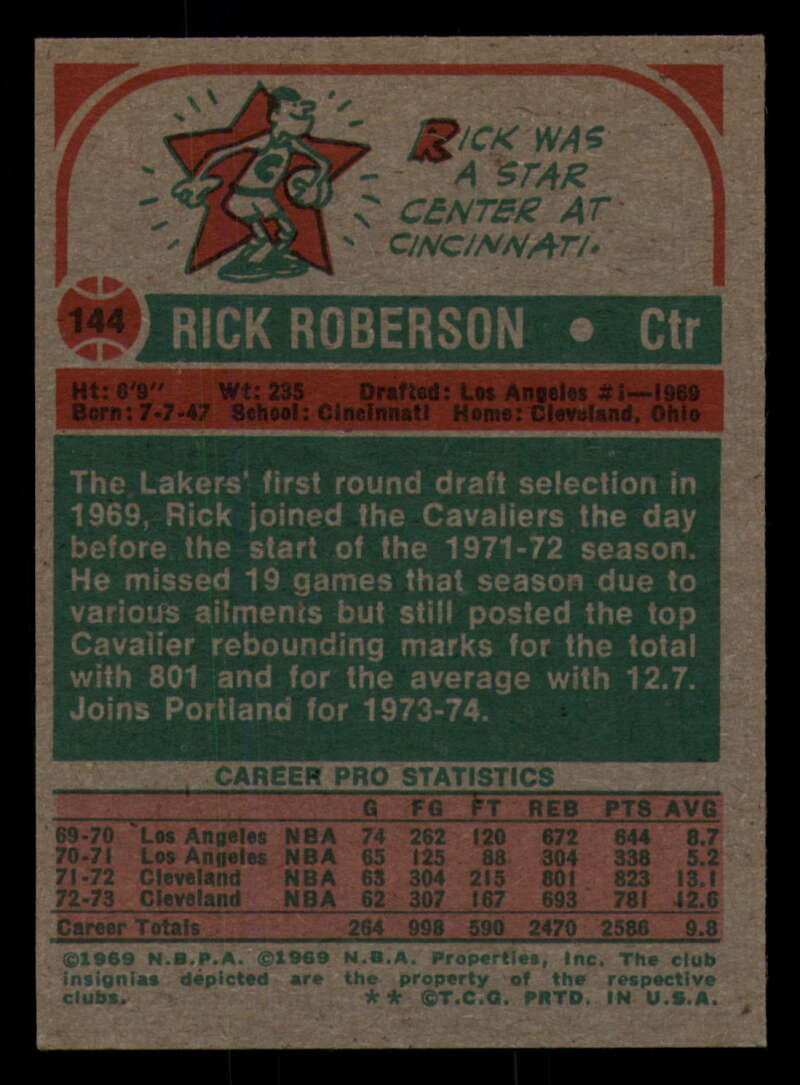 RICK WAS
A STAR
CENTER AT
CINCINNATI.
C
144 RICK ROBERSON • Ctr
Ht: 6'9" Wt: 235 Drafted: Los Angeles #1—1969
Born: 7-7-47 School: Cincinnati Home: Cleveland, Ohio
The Lakers' first round draft selection in
1969, Rick joined the Cavaliers the day
before the start of the 1971-72 season.
He missed 19 games that season due to
various ailments but still posted the top
Cavalier rebounding marks for the total
with 801 and for the average with 12.7.
Joins Portland for 1973-74.
CAREER PRO STATISTICS
G FG FT REB PTS AVG
69-70 Los Angeles NBA 74 262 120 672 644 8.7
70-71 Los Angeles NBA 65 125 88 304 338 5.2
71-72 Cleveland NBA 63 304 215 801 823 13.1
72-73 Cleveland NBA 62 307 167 693 781 12.6
Career Totals 264 998 590 2470 2586 9.8
©1969 N.B.P.A. ©1969 N.B.A. Properties, Inc. The club
insignias depicted are the property of the respective
clubs. ** ©T.C.G. PRTD. IN U.S.A.